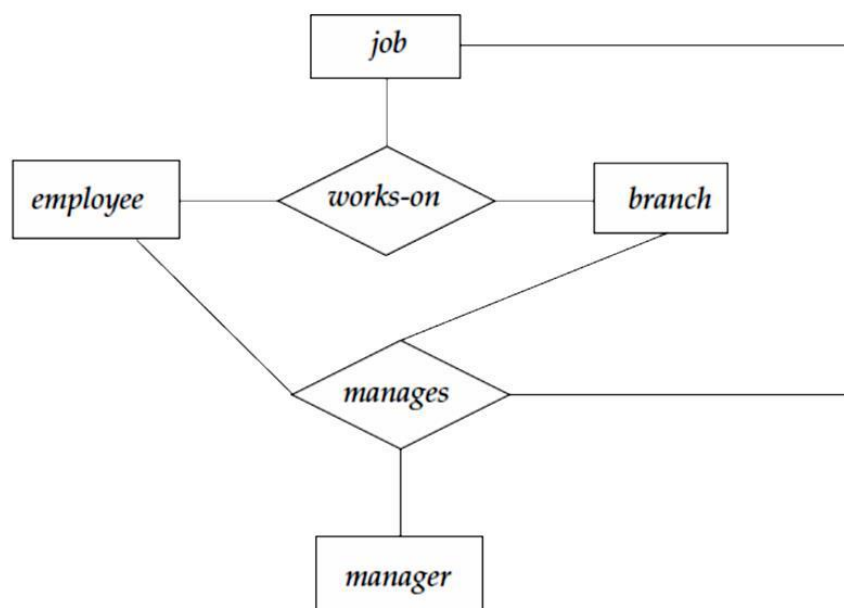 job
employee
works-on
branch
manages
manager